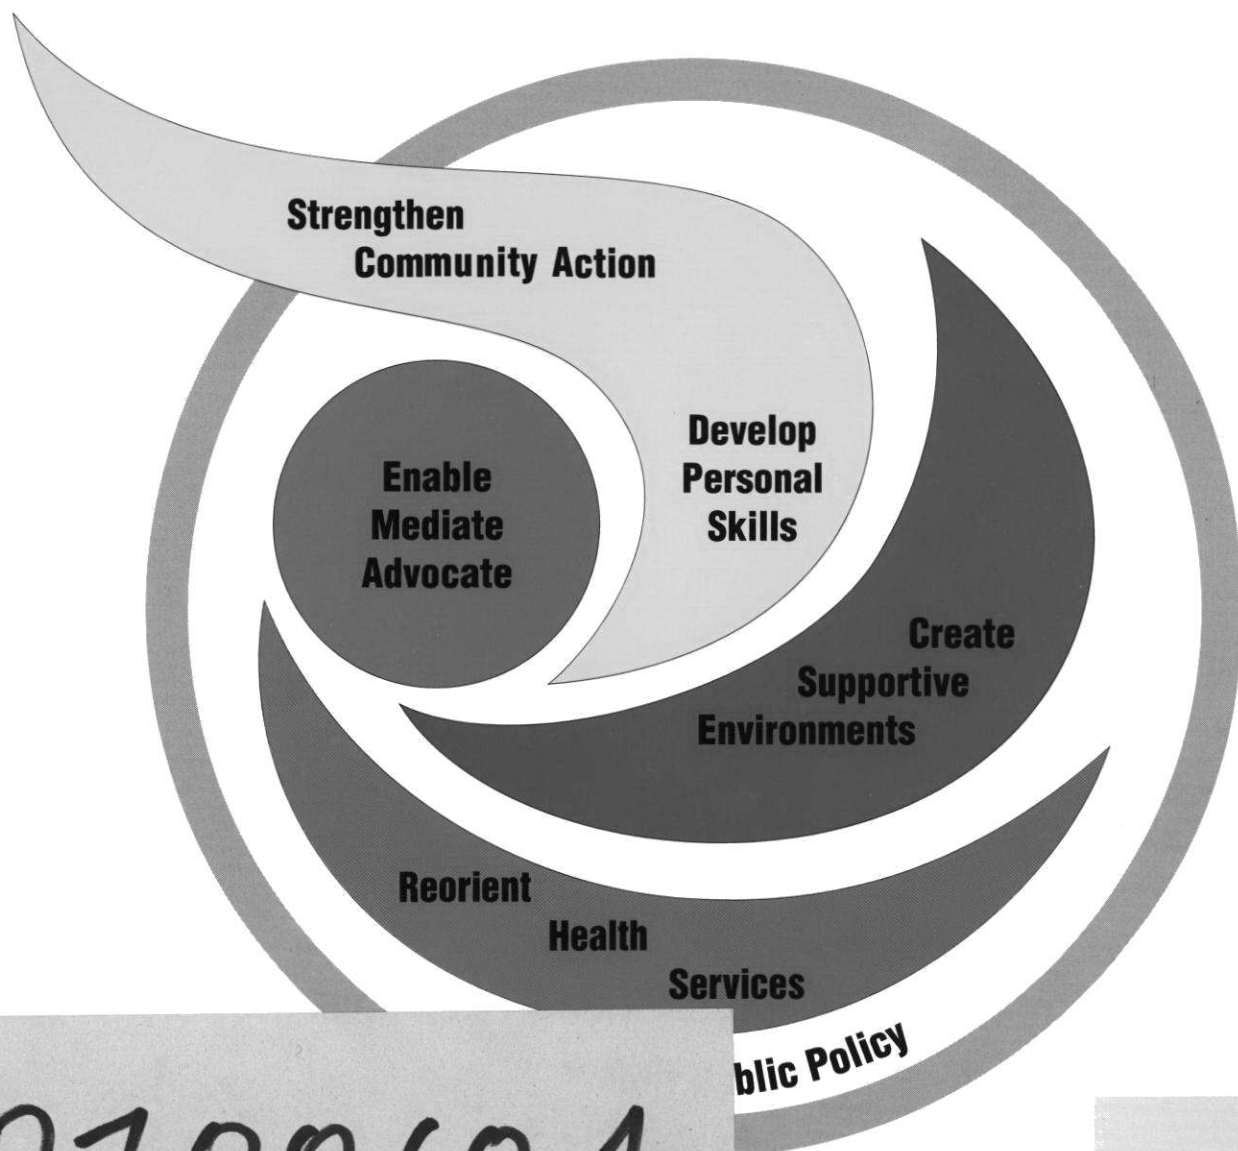 Strengthen
Community Action
Develop
Personal
Skills
Enable
Mediate
Advocate
Create
Supportive
Environments
Reorient
Health
Services
blic Policy